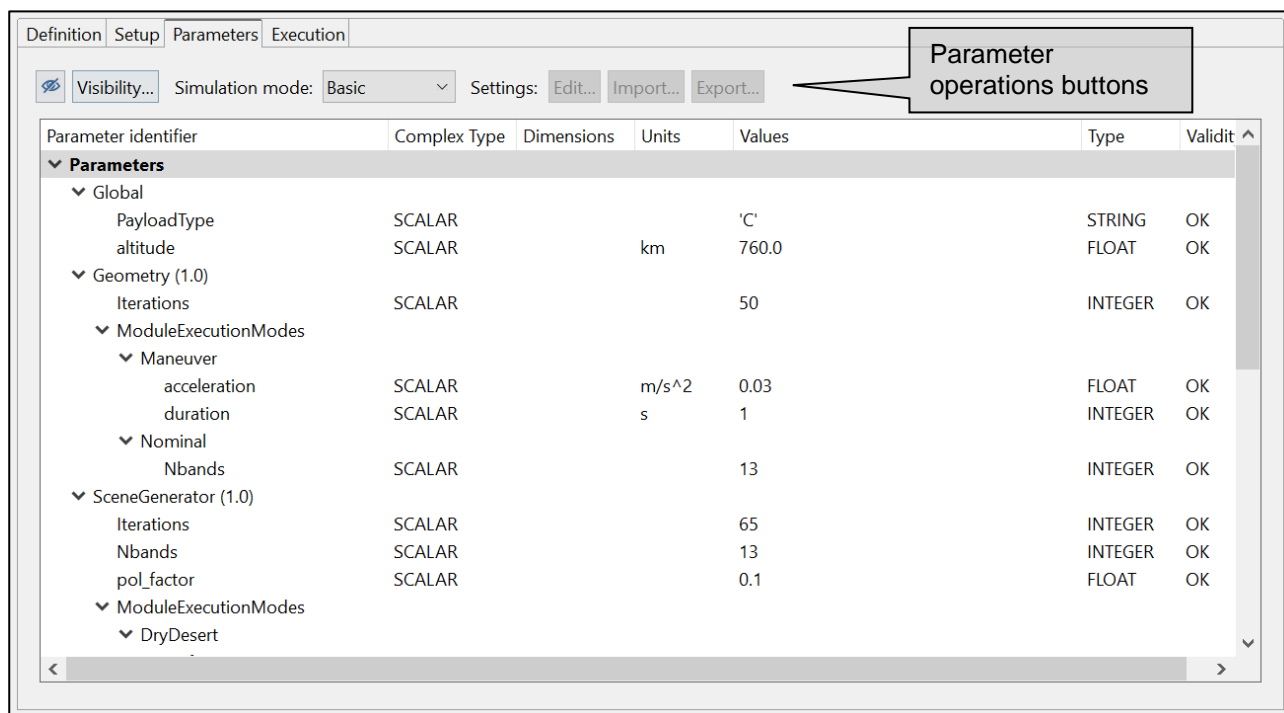 Definition Setup Parameters Execution
Parameter
operations buttons
Visibility... Simulation mode: Basic Settings: Edit... Import... Export...
Parameter identifier Complex Type Dimensions Units Values Type Validit
Parameters
Global
PayloadType SCALAR 'C' STRING OK
altitude SCALAR km 760.0 FLOAT OK
Geometry (1.0)
Iterations SCALAR 50 INTEGER OK
ModuleExecutionModes
Maneuver
acceleration SCALAR m/s^2 0.03 FLOAT OK
duration SCALAR s 1 INTEGER OK
Nominal
Nbands SCALAR 13 INTEGER OK
SceneGenerator (1.0)
Iterations SCALAR 65 INTEGER OK
Nbands SCALAR 13 INTEGER OK
pol_factor SCALAR 0.1 FLOAT OK
ModuleExecutionModes
DryDesert